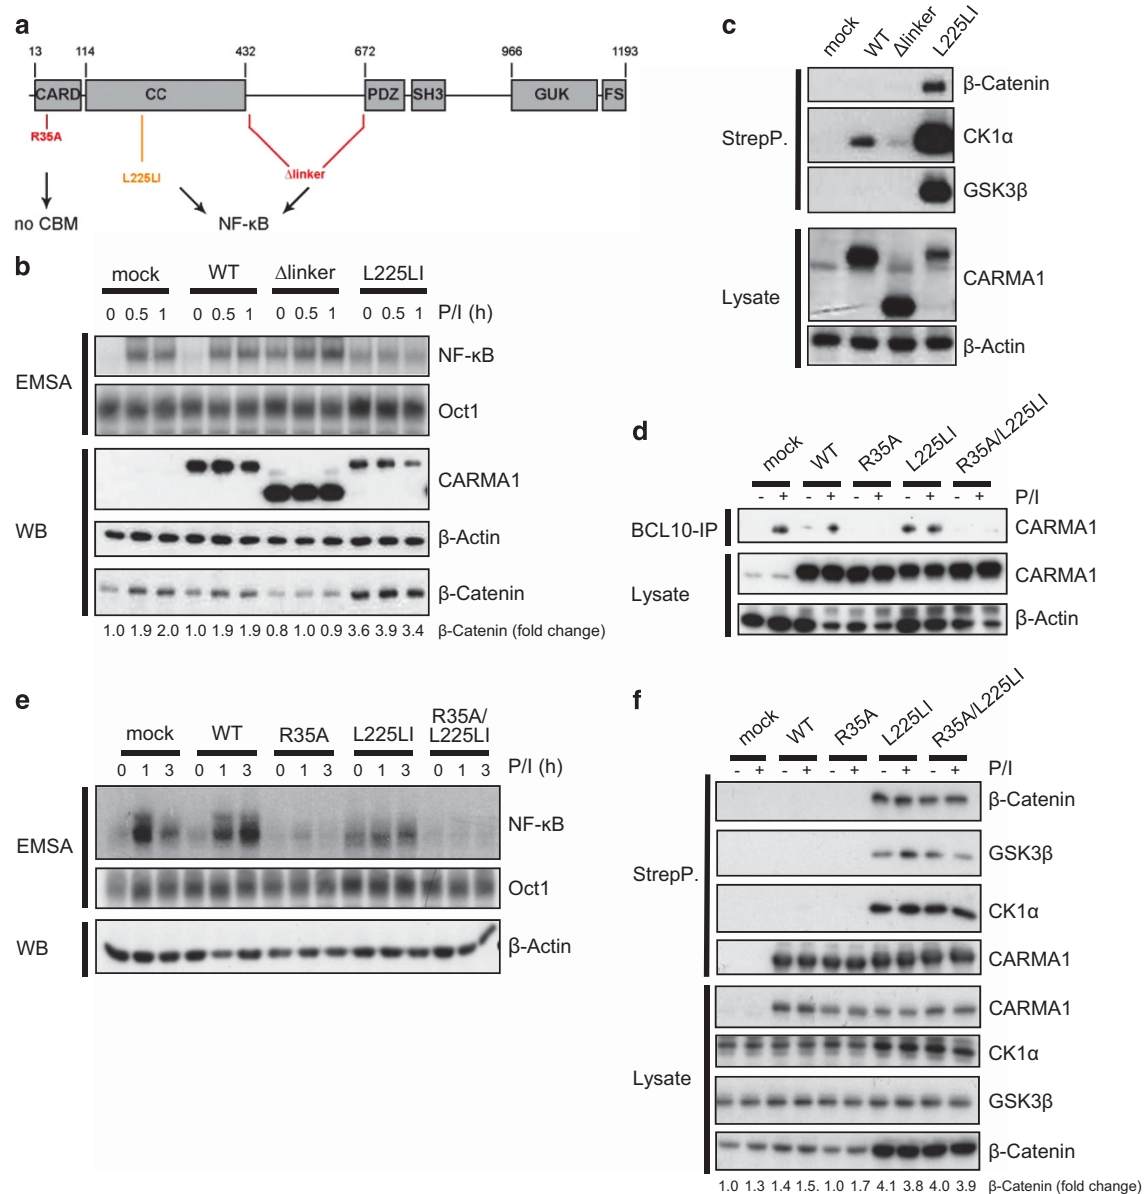 a
13 114 432 672 966 1193
CARD CC PDZ SH3 GUK FS
R35A
L225LI
Δlinker
no CBM
NF-κB
b
mock WT Δlinker L225LI
0 0.5 1 0 0.5 1 0 0.5 1 0 0.5 1 P/I (h)
EMSA
NF-κB
Oct1
WB
CARMA1
β-Actin
β-Catenin
1.0 1.9 2.0 1.0 1.9 1.9 0.8 1.0 0.9 3.6 3.9 3.4 β-Catenin (fold change)
c
mock WT Δlinker L225LI
StrepP.
β-Catenin
CK1α
GSK3β
Lysate
CARMA1
β-Actin
d
mock WT R35A L225LI R35A/L225LI
- + - + - + - + - + P/I
BCL10-IP CARMA1
Lysate
CARMA1
β-Actin
e
mock WT R35A L225LI R35A/
L225LI
0 1 3 0 1 3 0 1 3 0 1 3 0 1 3 P/I (h)
EMSA
NF-κB
Oct1
WB
β-Actin
f
mock WT R35A L225LI R35A/L225LI
- + - + - + - + - + P/I
StrepP.
β-Catenin
GSK3β
CK1α
CARMA1
Lysate
CARMA1
CK1α
GSK3β
β-Catenin
1.0 1.3 1.4 1.5. 1.0 1.7 4.1 3.8 4.0 3.9 β-Catenin (fold change)